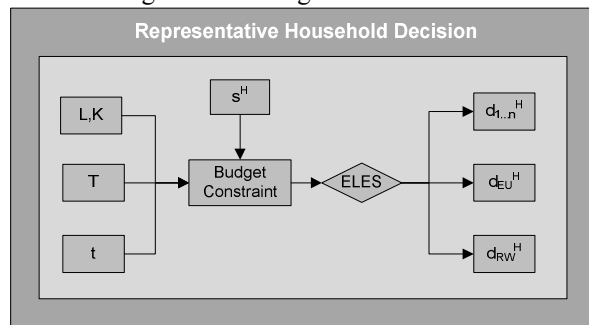 Representative Household Decision
s^H
L,K
d_1...n^H
T
Budget
Constraint
ELES
d_EU^H
t
d_RW^H